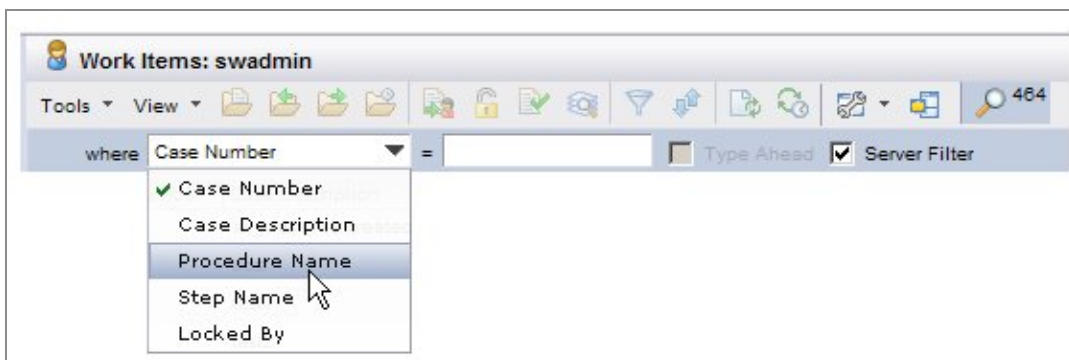 Work Items: swadmin
Tools View 464
where Case Number = Type Ahead Server Filter
Case Number
Case Description
Procedure Name
Step Name
Locked By